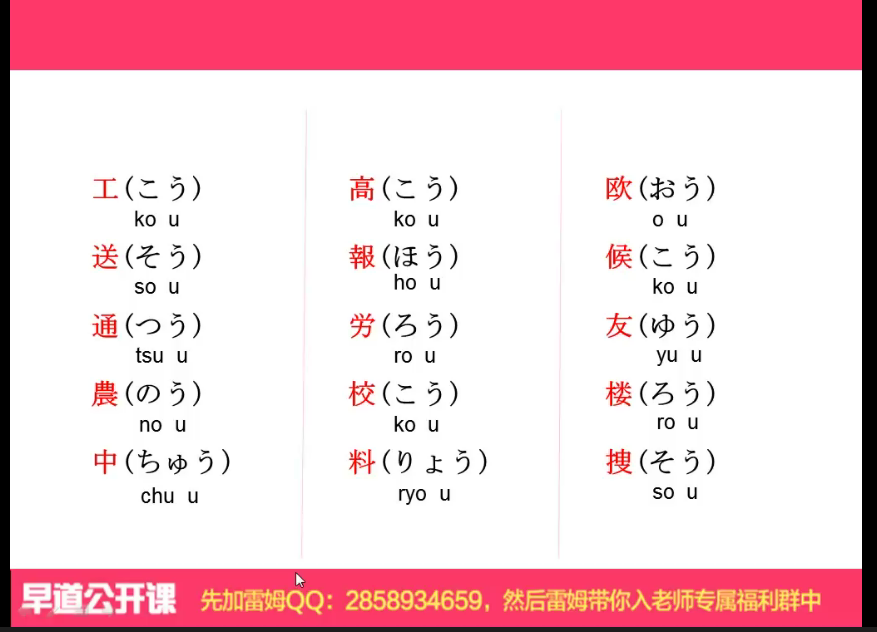 工(こう)
ko u
送(そう)
so u
通(つう)
tsu u
農(のう)
no u
中(ちゅう)
chu u
高(こう)
ko u
報(ほう)
ho u
労(ろう)
ro u
校(こう)
ko u
料(りょう)
ryo u
欧(おう)
o u
候(こう)
ko u
友(ゆう)
yu u
楼(ろう)
ro u
捜(そう)
so u
早道公开课
先加雷姆QQ：2858934659，然后雷姆带你入老师专属福利群中